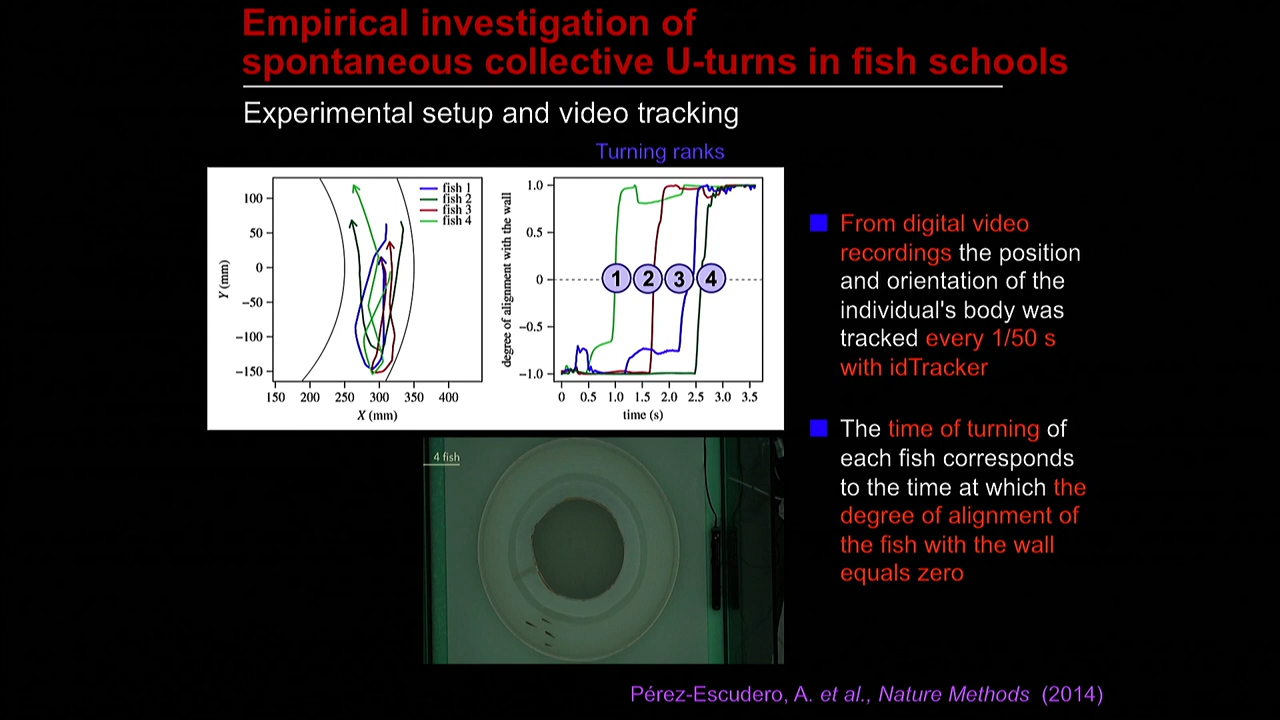 Empirical investigation of
spontaneous collective U-turns in fish schools
Experimental setup and video tracking
Turning ranks
fish 1
fish 2
fish 3
fish 4
100
50
0
−50
−100
−150
Y (mm)
150 200 250 300 350 400
X (mm)
degree of alignment with the wall
1.0
0.5
0
−0.5
−1.0
1 2 3 4
0 0.5 1.0 1.5 2.0 2.5 3.0 3.5
time (s)
4 fish
From digital video
recordings the position
and orientation of the
individual's body was
tracked every 1/50 s
with idTracker
The time of turning of
each fish corresponds
to the time at which the
degree of alignment of
the fish with the wall
equals zero
Pérez-Escudero, A. et al., Nature Methods (2014)